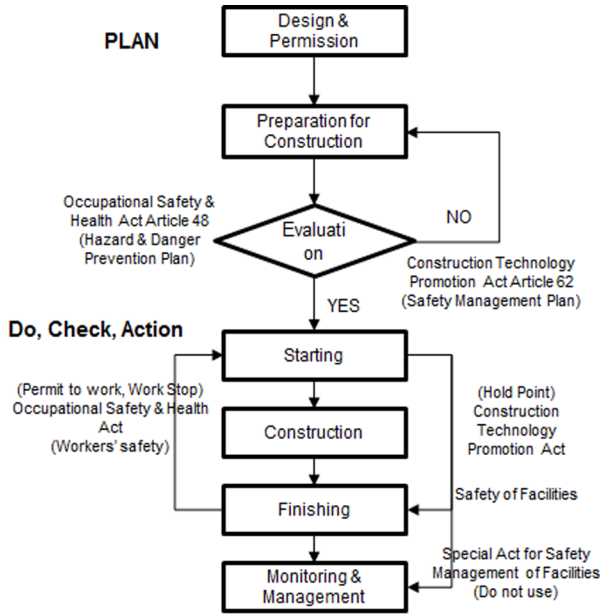 PLAN
Design &
Permission
Preparation for
Construction
Occupational Safety &
Health Act Article 48
(Hazard & Danger
Prevention Plan)
Evaluati
on
NO
Construction Technology
Promotion Act Article 62
(Safety Management Plan)
YES
Do, Check, Action
Starting
(Permit to work, Work Stop)
Occupational Safety & Health
Act
(Workers' safety)
(Hold Point)
Construction
Technology
Promotion Act
Construction
Safety of Facilities
Finishing
Special Act for Safety
Management of Facilities
(Do not use)
Monitoring &
Management